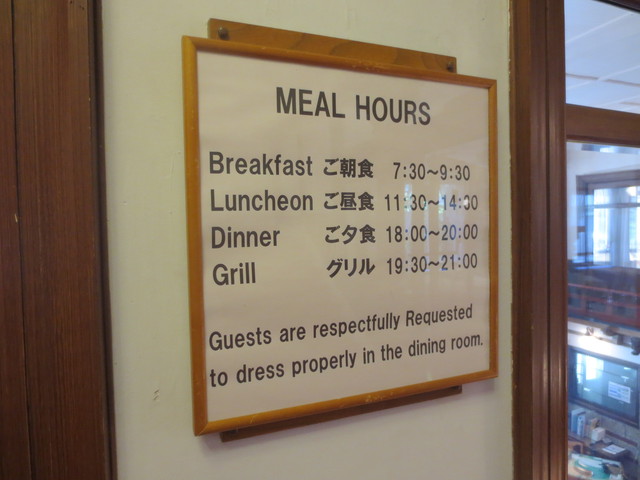 MEAL HOURS
Breakfast ご朝食 7:30～9:30
Luncheon ご昼食 11:30～14:30
Dinner ご夕食 18:00～20:00
Grill グリル 19:30～21:00
Guests are respectfully Requested
to dress properly in the dining room.